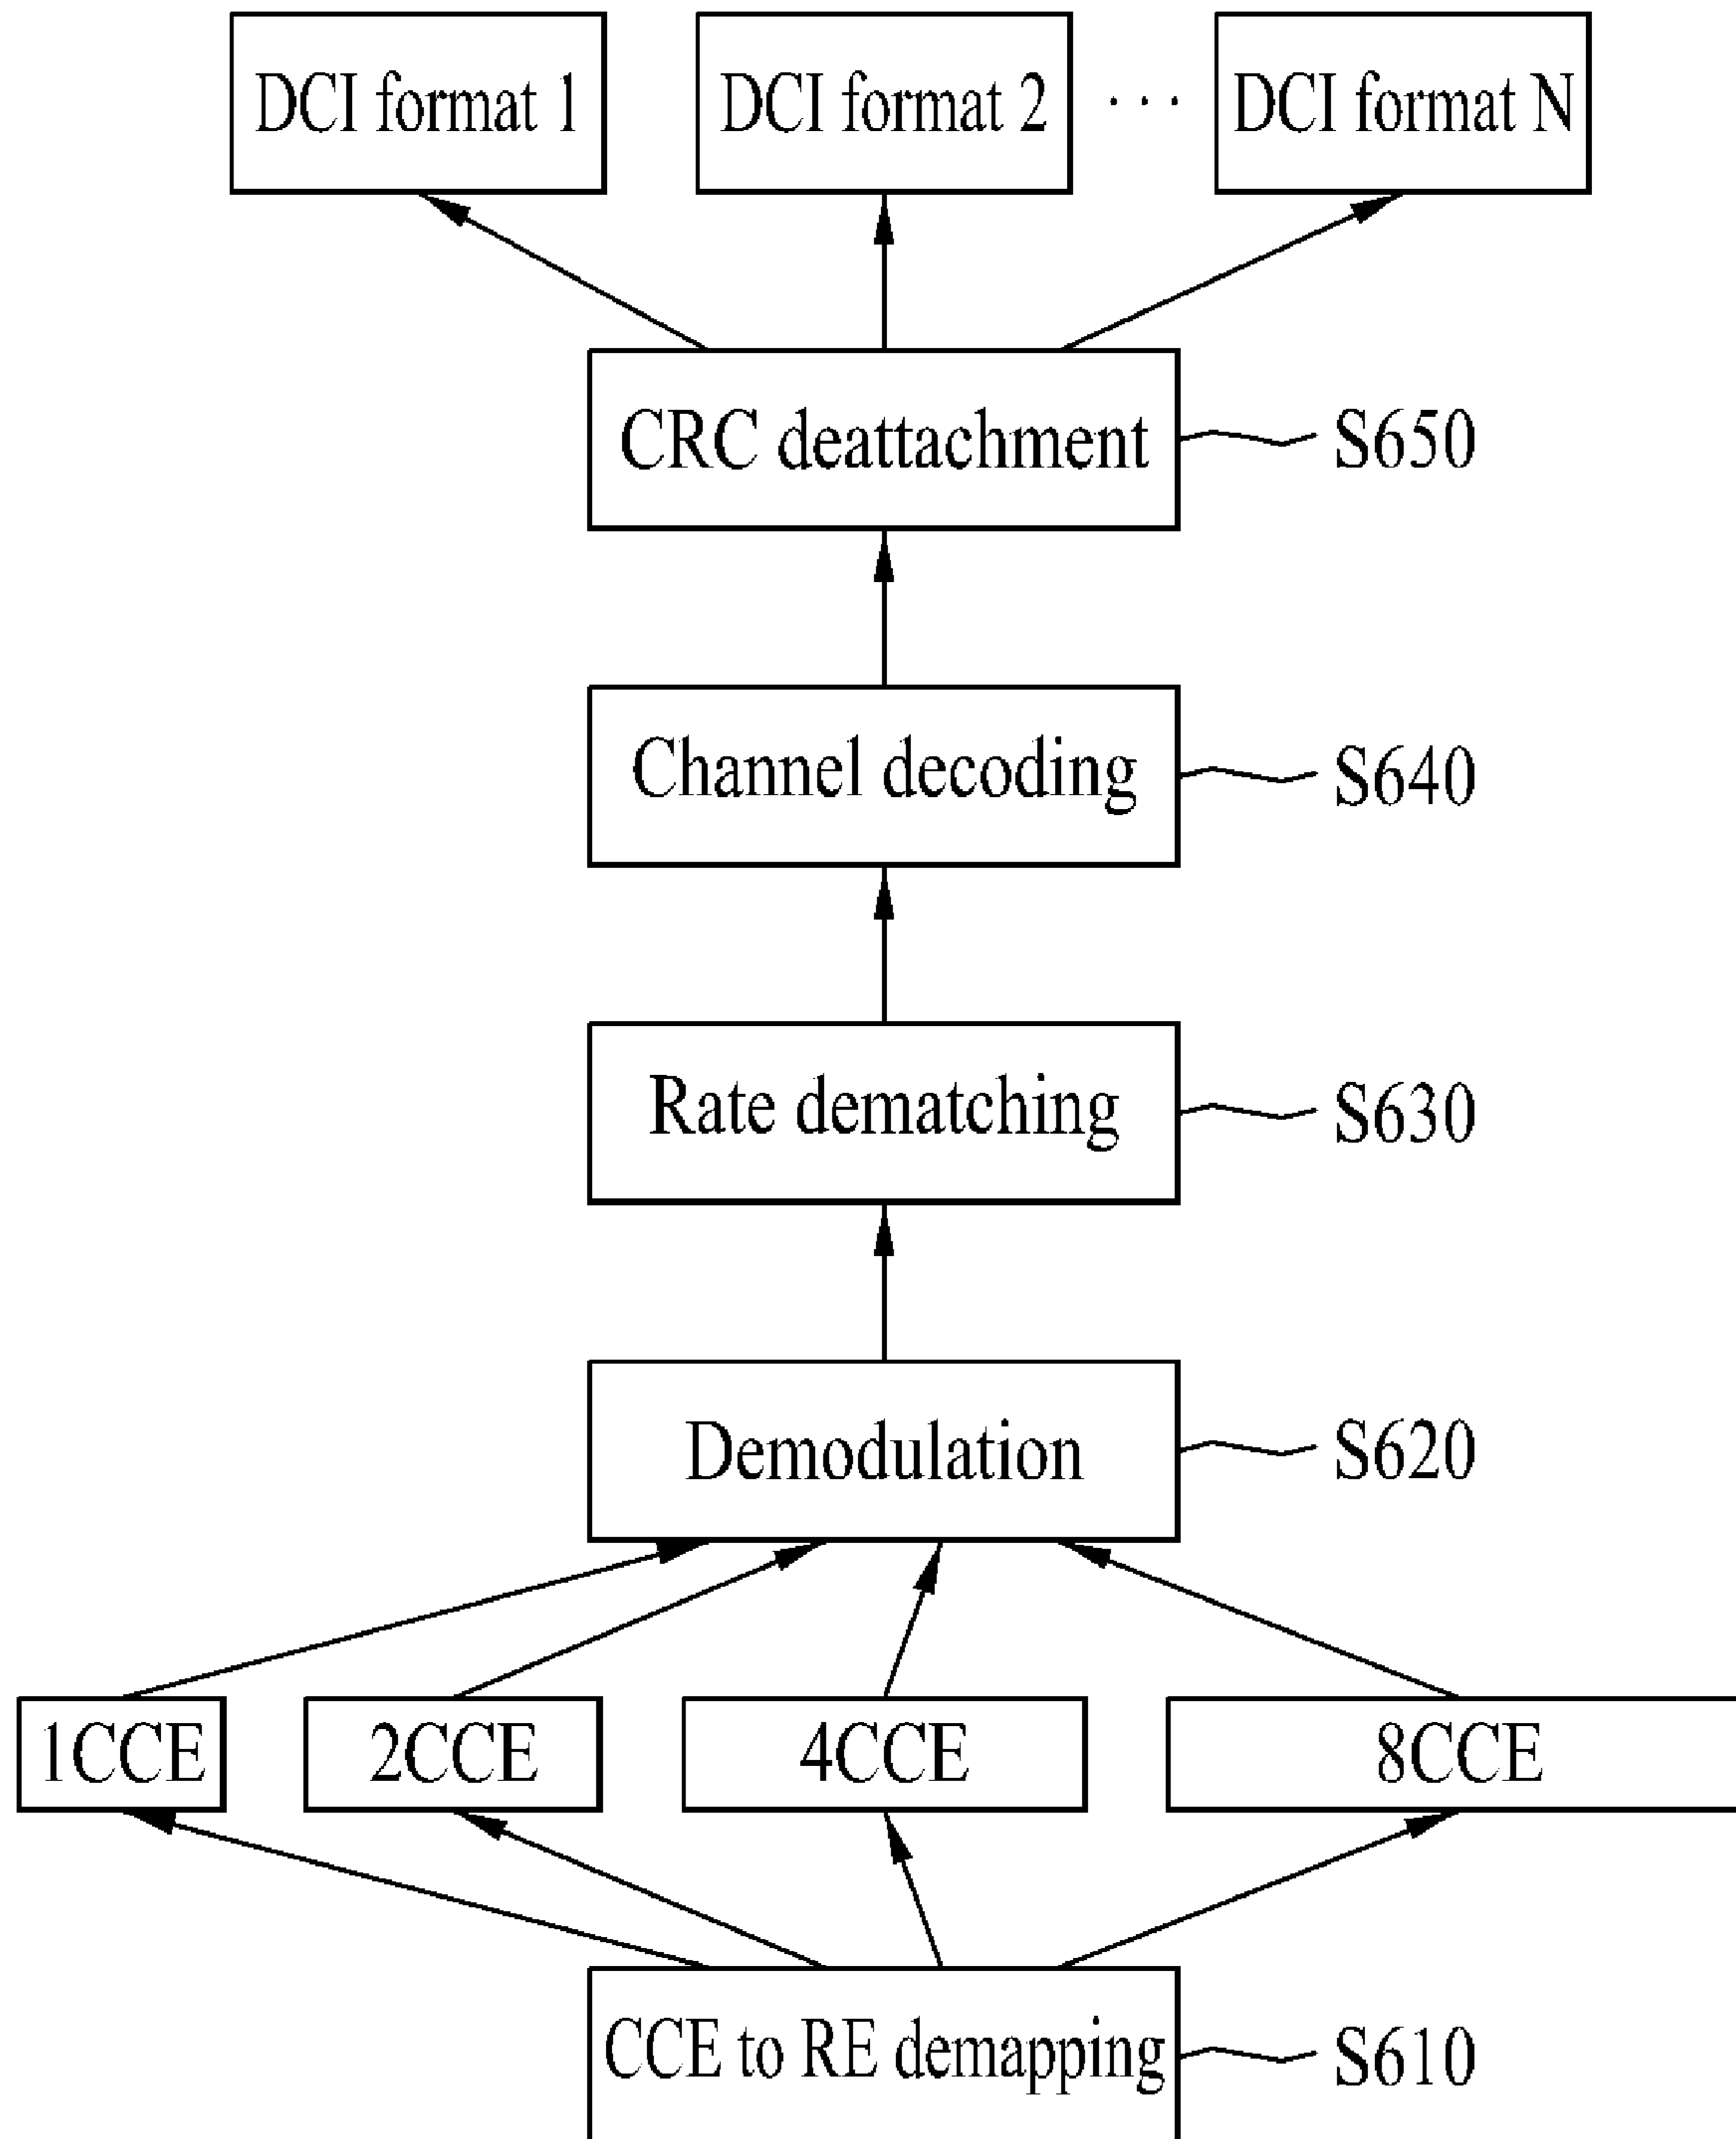 DCI format 1
DCI format 2
· · ·
DCI format N
CRC deattachment
S650
Channel decoding
S640
Rate dematching
S630
Demodulation
S620
1CCE
2CCE
4CCE
8CCE
CCE to RE demapping
S610